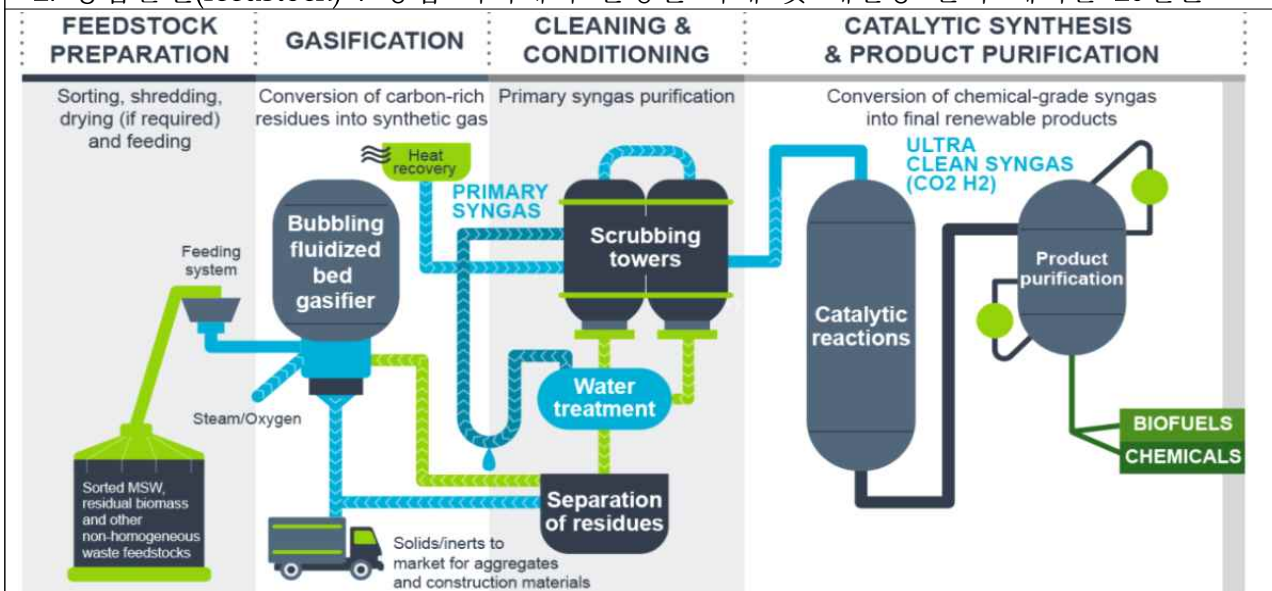 FEEDSTOCK
PREPARATION
GASIFICATION
CLEANING &
CONDITIONING
CATALYTIC SYNTHESIS
& PRODUCT PURIFICATION
Sorting, shredding,
drying (if required)
and feeding
Conversion of carbon-rich
residues into synthetic gas
Primary syngas purification
Conversion of chemical-grade syngas
into final renewable products
Heat
recovery
PRIMARY
SYNGAS
ULTRA
CLEAN SYNGAS
(CO2 H2)
Bubbling
fluidized
bed
gasifier
Scrubbing
towers
Feeding
system
Product
purification
Catalytic
reactions
Water
treatment
Steam/Oxygen
BIOFUELS
CHEMICALS
Sorted MSW,
residual biomass
and other
non-homogeneous
waste feedstocks
Separation
of residues
Solids/inerts to
market for aggregates
and construction materials